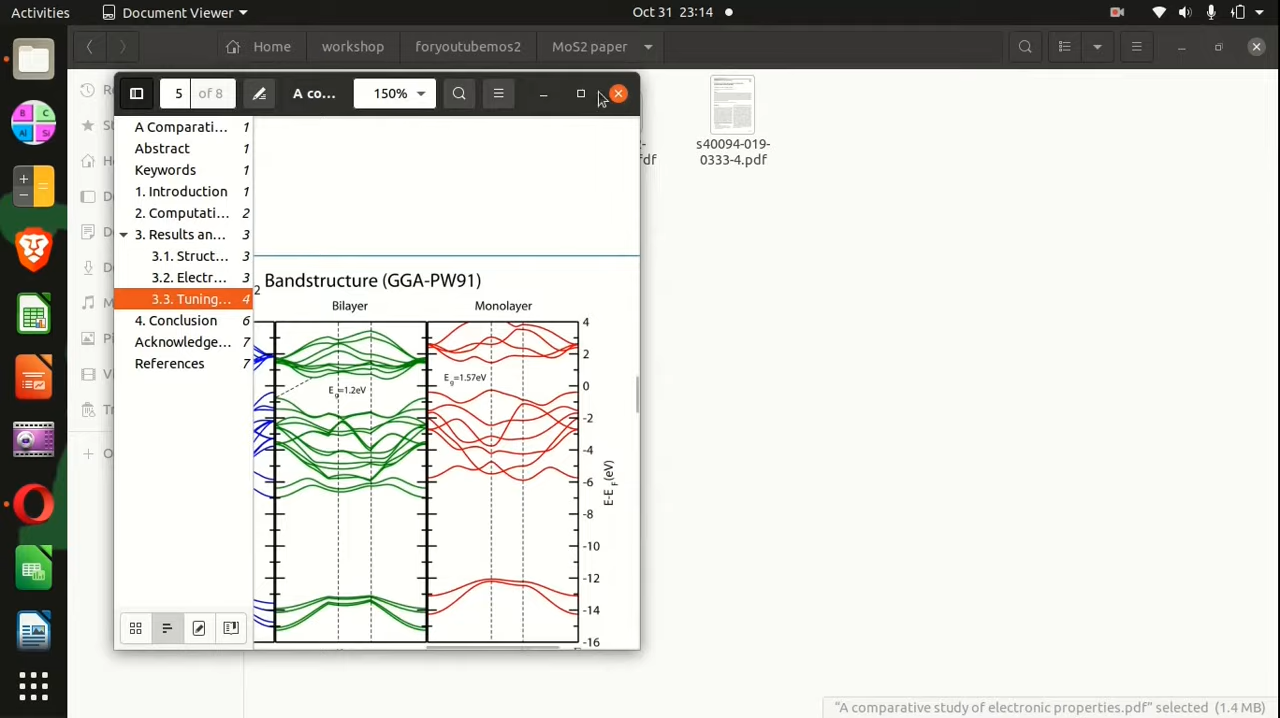 Activities
Document Viewer
Oct 31 23:14
Home
workshop
foryoutubemos2
MoS2 paper
5 of 8
A co...
150%
A Comparati... 1
Abstract 1
Keywords 1
1. Introduction 1
2. Computati... 2
3. Results an... 3
3.1. Struct... 3
3.2. Electr... 3
3.3. Tuning... 4
4. Conclusion 6
Acknowledge... 7
References 7
2 Bandstructure (GGA-PW91)
Bilayer
Monolayer
Eg=1.2eV
Eg=1.57eV
4
2
0
-2
-4
-6
-8
-10
-12
-14
-16
E-EF(eV)
s40094-019-
0333-4.pdf
"A comparative study of electronic properties.pdf" selected (1.4 MB)
B C
Al Si